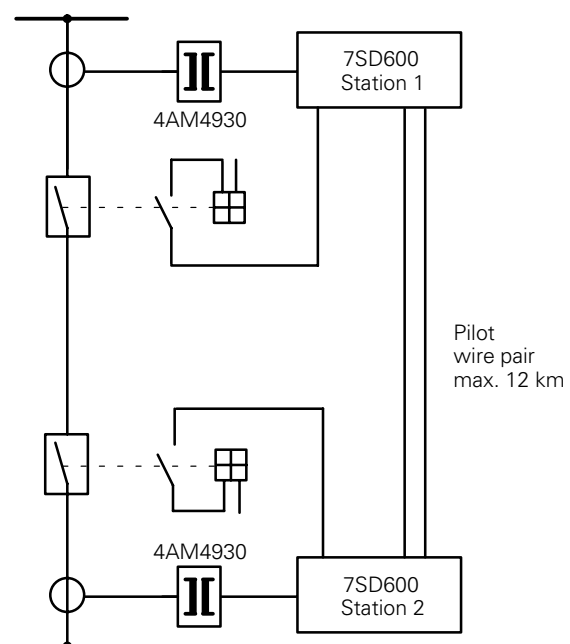 7SD600
Station 1
4AM4930
Pilot
wire pair
max. 12 km
4AM4930
7SD600
Station 2